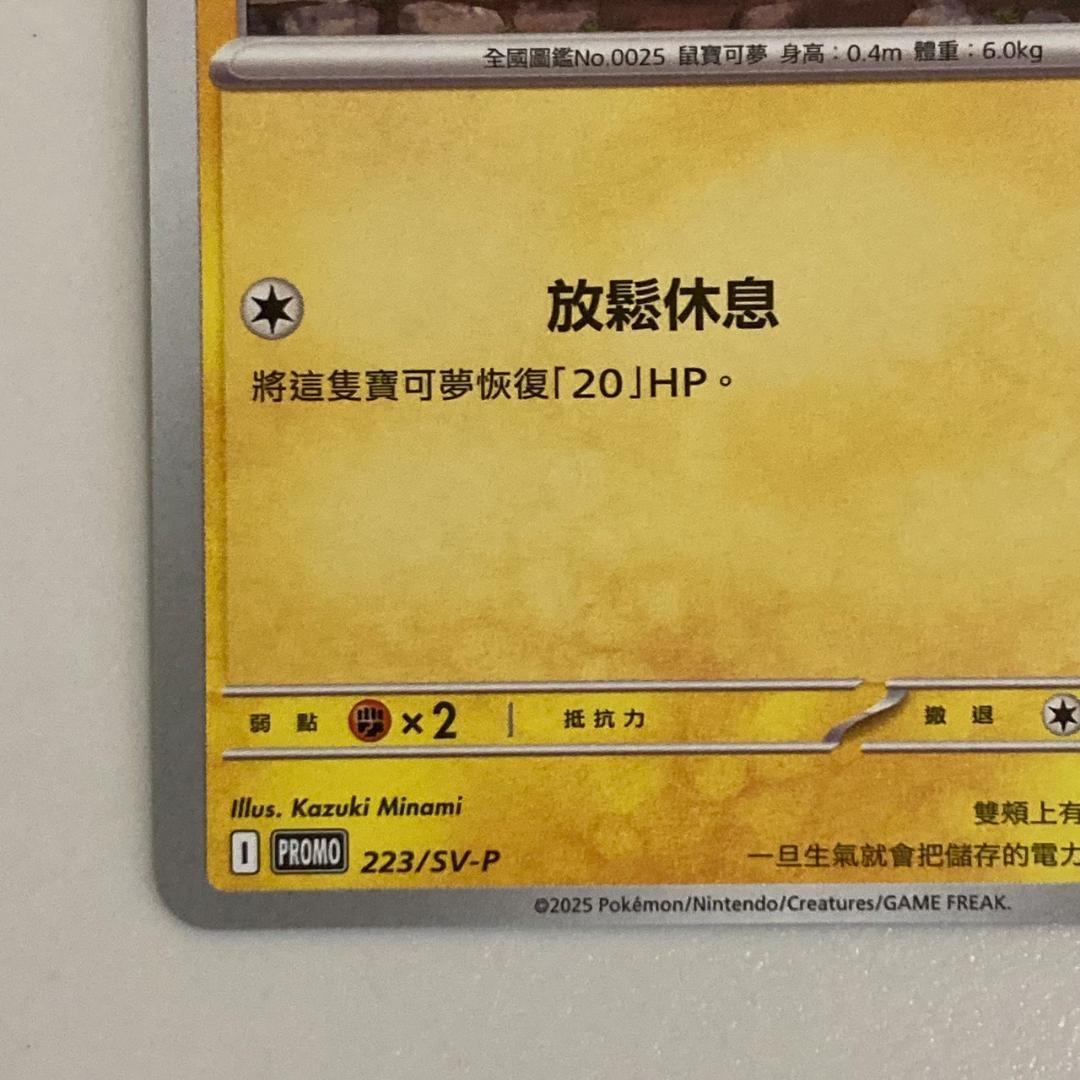 全國圖鑑No.0025 鼠寶可夢 身高：0.4m 體重：6.0kg
放鬆休息
將這隻寶可夢恢復「20」HP。
弱點 ×2 抵抗力 撤退
Illus. Kazuki Minami
雙頰上有
I PROMO 223/SV-P
一旦生氣就會把儲存的電力
©2025 Pokémon/Nintendo/Creatures/GAME FREAK.